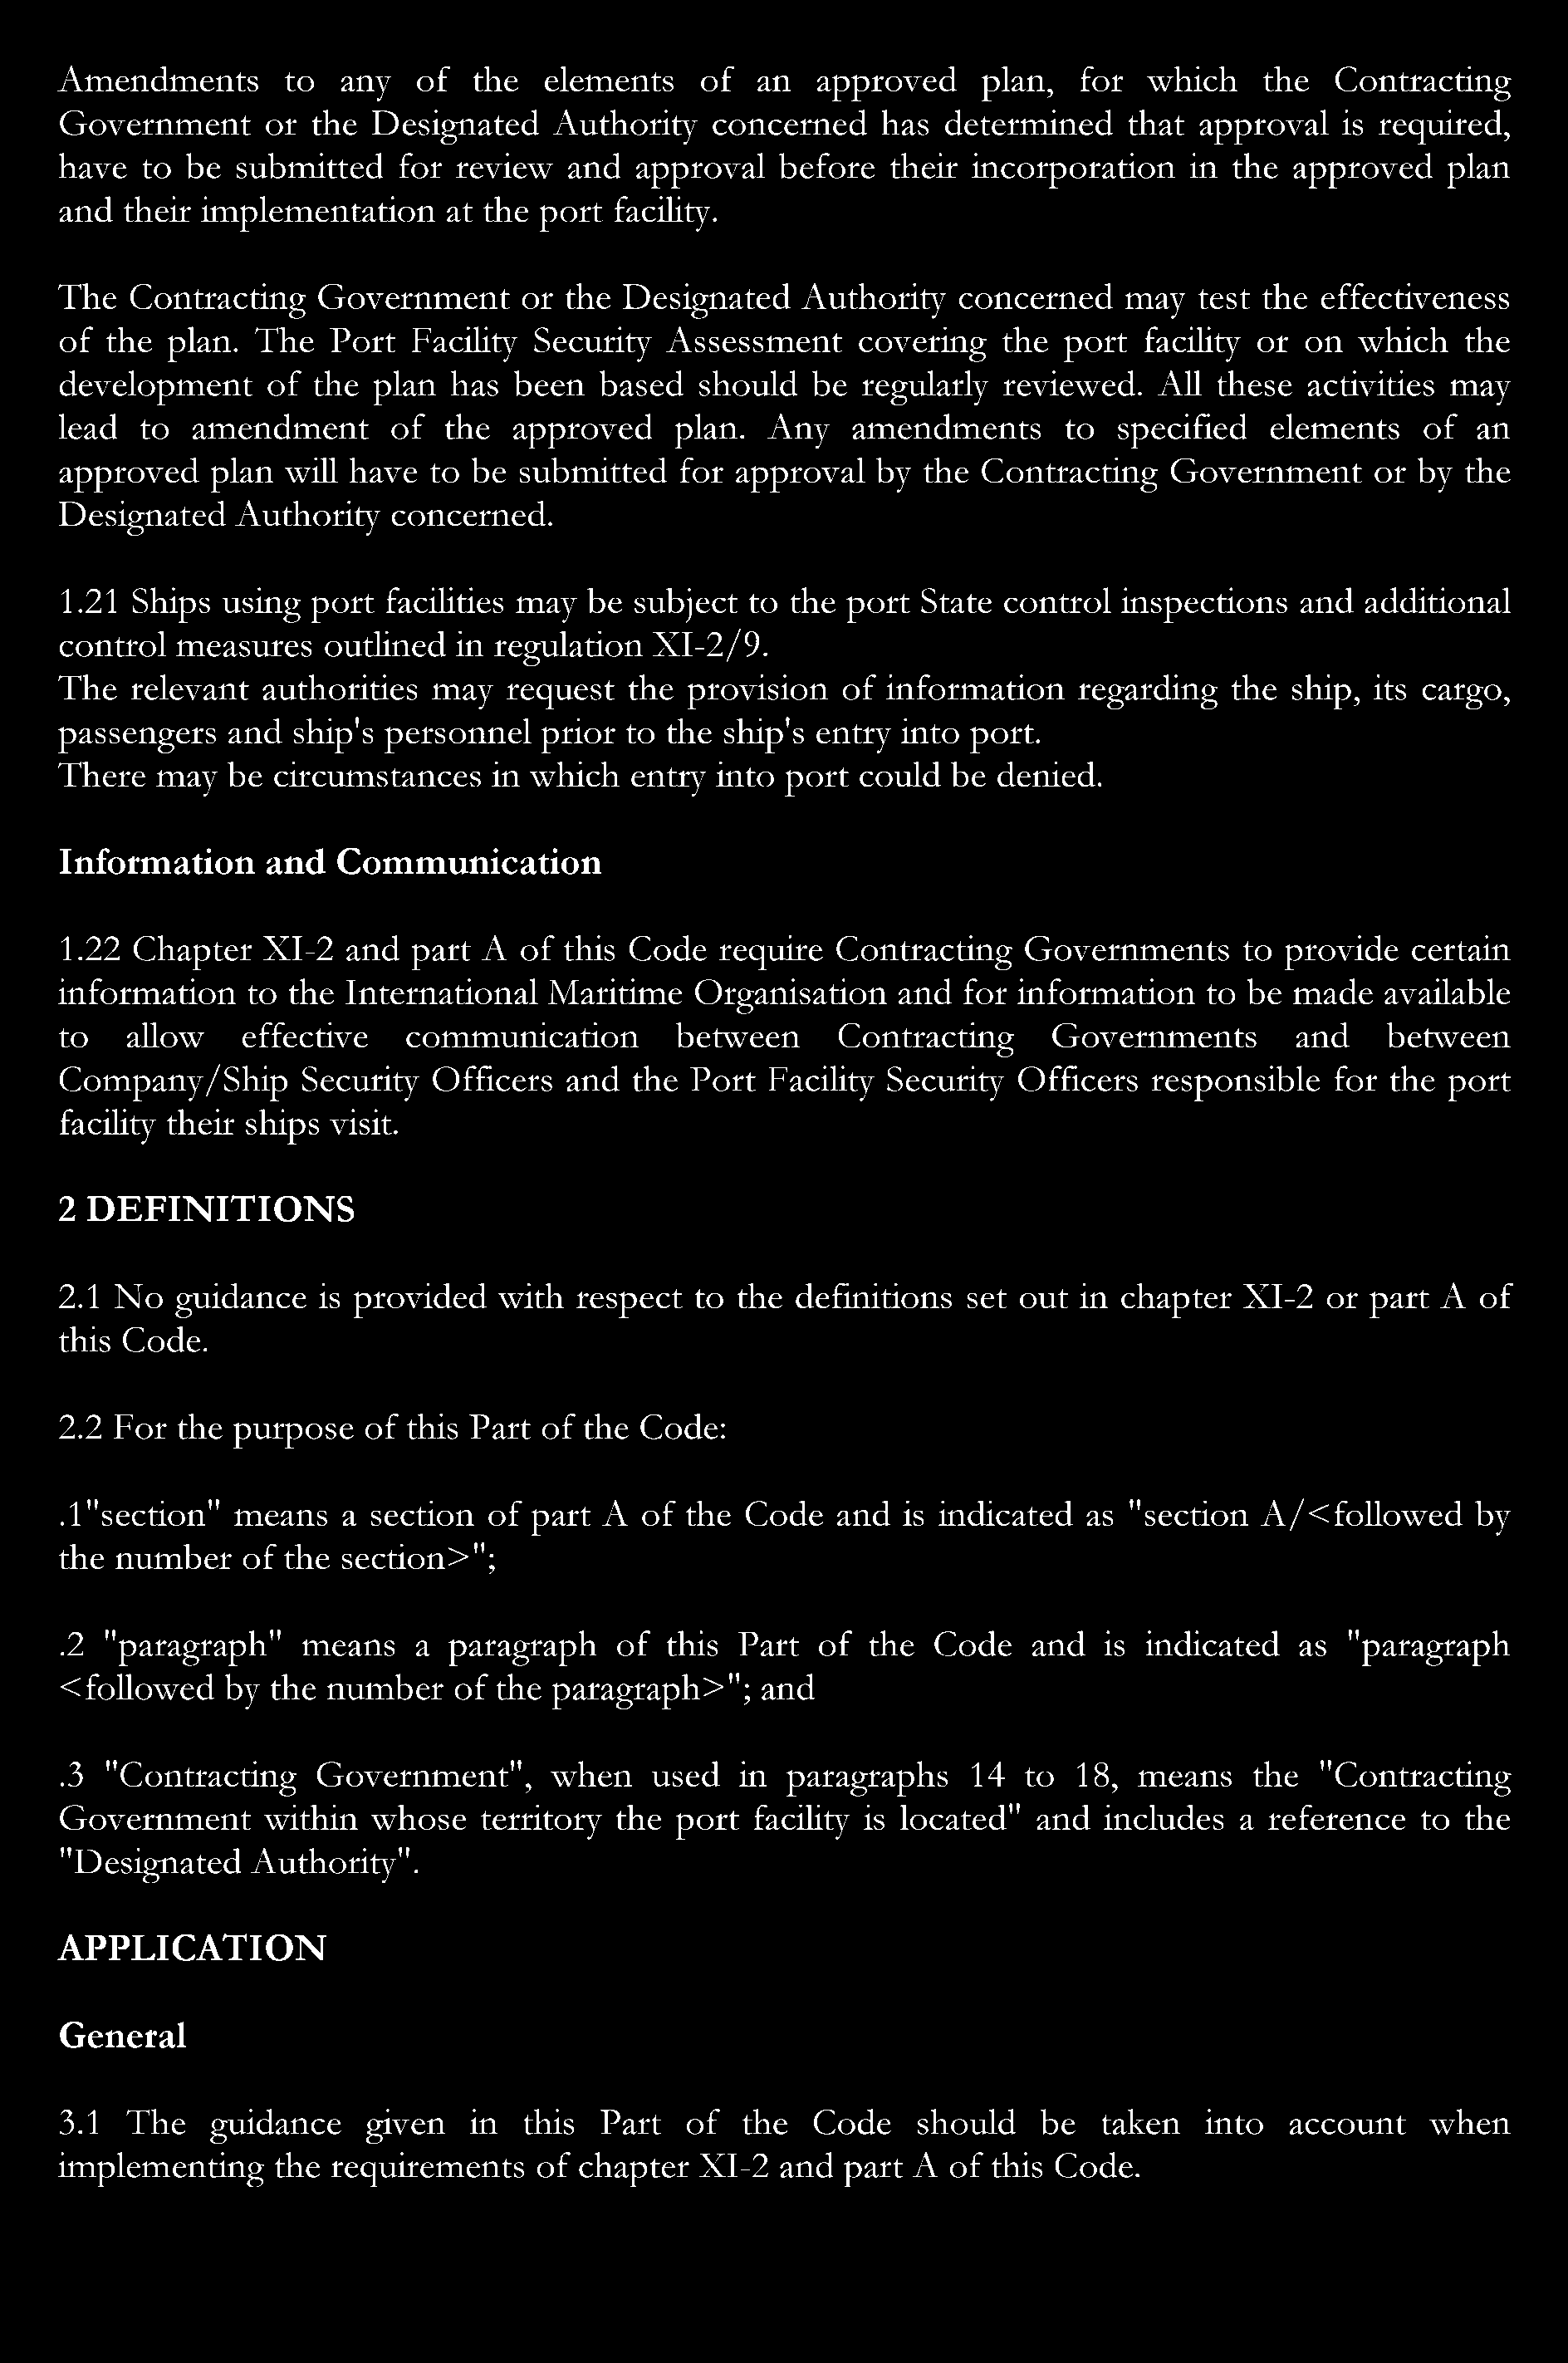 Amendments to any of the elements of an approved plan, for which the Contracting
Government or the Designated Authority concerned has determined that approval is required,
have to be submitted for review and approval before their incorporation in the approved plan
and their implementation at the port facility.
The Contracting Government or the Designated Authority concerned may test the effectiveness
of the plan. The Port Facility Security Assessment covering the port facility or on which the
development of the plan has been based should be regularly reviewed. All these activities may
lead to amendment of the approved plan. Any amendments to specified elements of an
approved plan will have to be submitted for approval by the Contracting Government or by the
Designated Authority concerned.
1.21 Ships using port facilities may be subject to the port State control inspections and additional
control measures outlined in regulation XI-2/9.
The relevant authorities may request the provision of information regarding the ship, its cargo,
passengers and ship's personnel prior to the ship's entry into port.
There may be circumstances in which entry into port could be denied.
Information and Communication
1.22 Chapter XI-2 and part A of this Code require Contracting Governments to provide certain
information to the International Maritime Organisation and for information to be made available
to allow effective communication between Contracting Governments and between
Company/Ship Security Officers and the Port Facility Security Officers responsible for the port
facility their ships visit.
2 DEFINITIONS
2.1 No guidance is provided with respect to the definitions set out in chapter XI-2 or part A of
this Code.
2.2 For the purpose of this Part of the Code:
.1"section" means a section of part A of the Code and is indicated as "section A/<followed by
the number of the section>";
.2 "paragraph" means a paragraph of this Part of the Code and is indicated as "paragraph
<followed by the number of the paragraph>"; and
.3 "Contracting Government", when used in paragraphs 14 to 18, means the "Contracting
Government within whose territory the port facility is located" and includes a reference to the
"Designated Authority".
APPLICATION
General
3.1 The guidance given in this Part of the Code should be taken into account when
implementing the requirements of chapter XI-2 and part A of this Code.